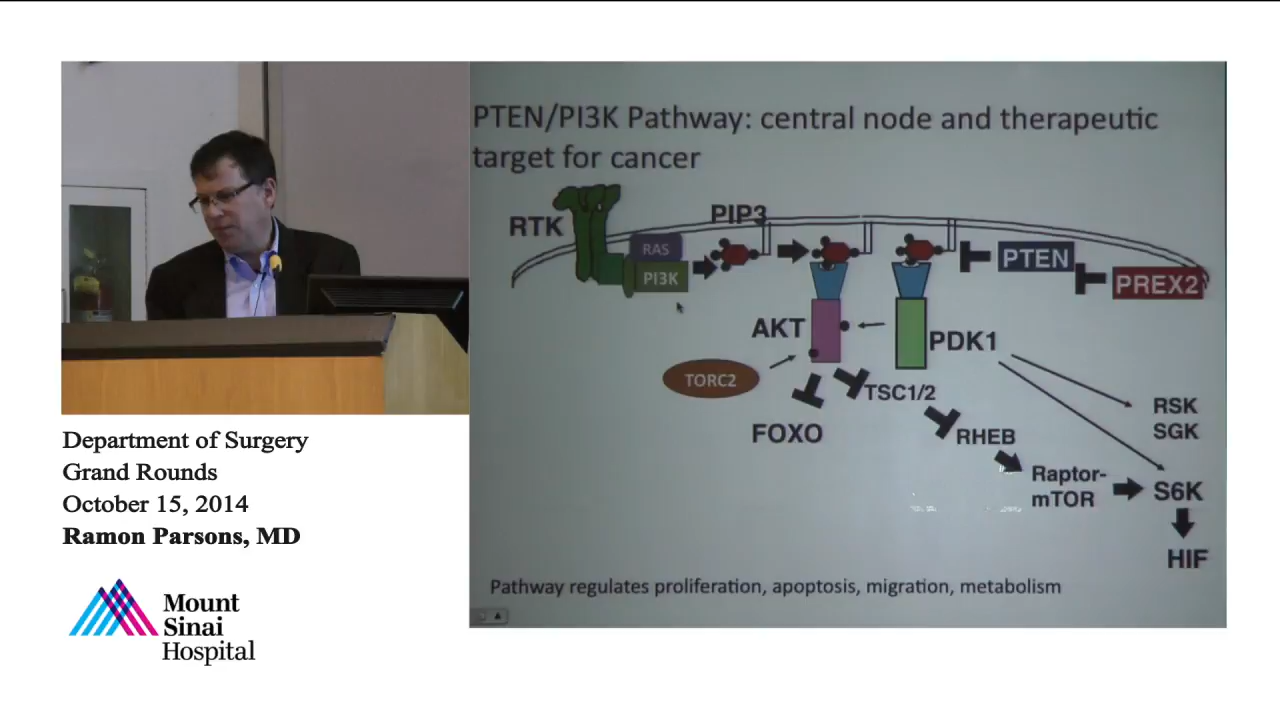 PTEN/PI3K Pathway: central node and therapeutic
target for cancer
RTK
PIP3
RAS
PI3K
PTEN
PREX2
AKT
PDK1
TORC2
TSC1/2
FOXO
RHEB
RSK
SGK
Raptor-
mTOR
S6K
HIF
Pathway regulates proliferation, apoptosis, migration, metabolism
Department of Surgery
Grand Rounds
October 15, 2014
Ramon Parsons, MD
Mount
Sinai
Hospital